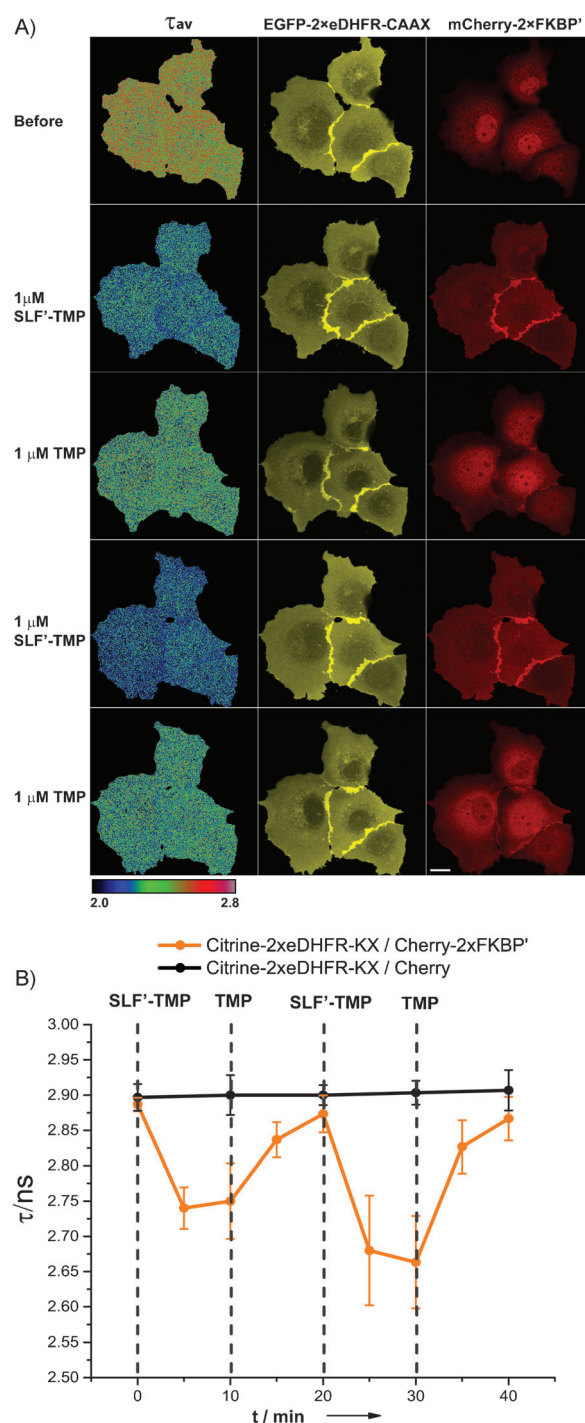 A)
τav EGFP-2×eDHFR-CAAX mCherry-2×FKBP'
Before
1μM
SLF'-TMP
1 μM TMP
1 μM
SLF'-TMP
1 μM TMP
2.0 2.8
Citrine-2xeDHFR-KX / Cherry-2xFKBP'
Citrine-2xeDHFR-KX / Cherry
B)
SLF'-TMP TMP SLF'-TMP TMP
3.00
2.95
2.90
2.85
2.80
2.75
2.70
2.65
2.60
2.55
2.50
τ/ns
0 10 20 30 40
t / min